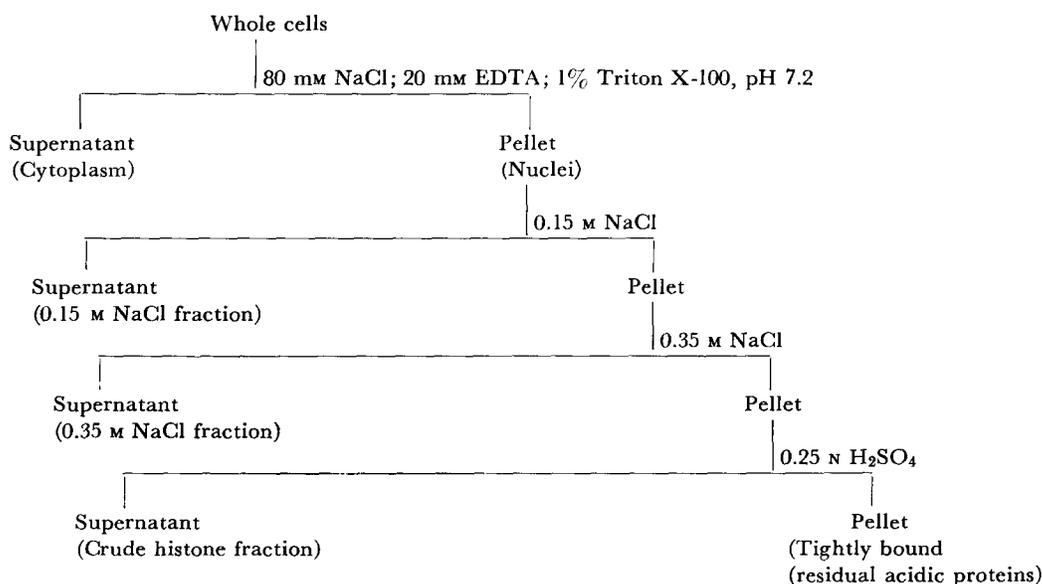 Whole cells
80 mM NaCl; 20 mM EDTA; 1% Triton X-100, pH 7.2
Supernatant
(Cytoplasm)
Pellet
(Nuclei)
0.15 M NaCl
Supernatant
(0.15 M NaCl fraction)
Pellet
0.35 M NaCl
Supernatant
(0.35 M NaCl fraction)
Pellet
0.25 N H₂SO₄
Supernatant
(Crude histone fraction)
Pellet
(Tightly bound
(residual acidic proteins)